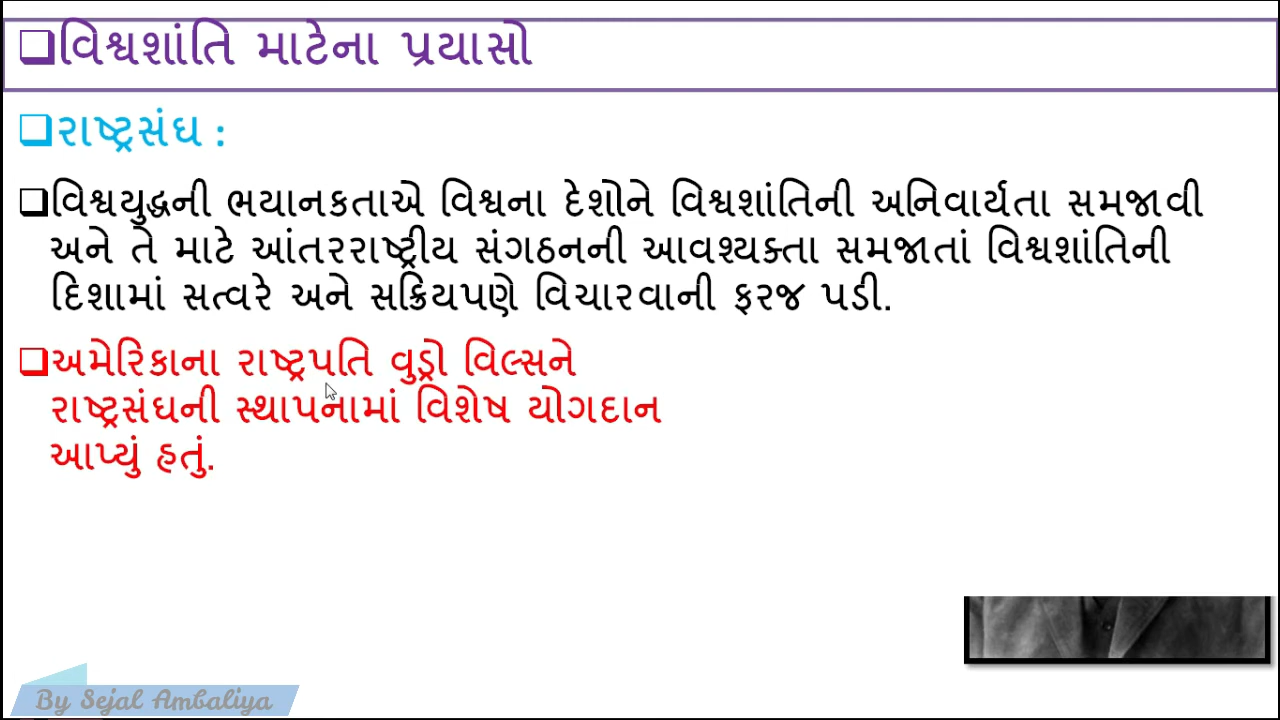 વિશ્વશાંતિ માટેના પ્રયાસો
રાષ્ટ્રસંઘ :
વિશ્વયુદ્ધની ભયાનકતાએ વિશ્વના દેશોને વિશ્વશાંતિની અનિવાર્યતા સમજાવી
અને તે માટે આંતરરાષ્ટ્રીય સંગઠનની આવશ્યક્તા સમજાતાં વિશ્વશાંતિની
દિશામાં સત્વરે અને સક્રિયપણે વિચારવાની ફરજ પડી.
અમેરિકાના રાષ્ટ્રપતિ વુડ્રો વિલ્સને
રાષ્ટ્રસંઘની સ્થાપનામાં વિશેષ યોગદાન
આપ્યું હતું.
By Sejal Ambaliya